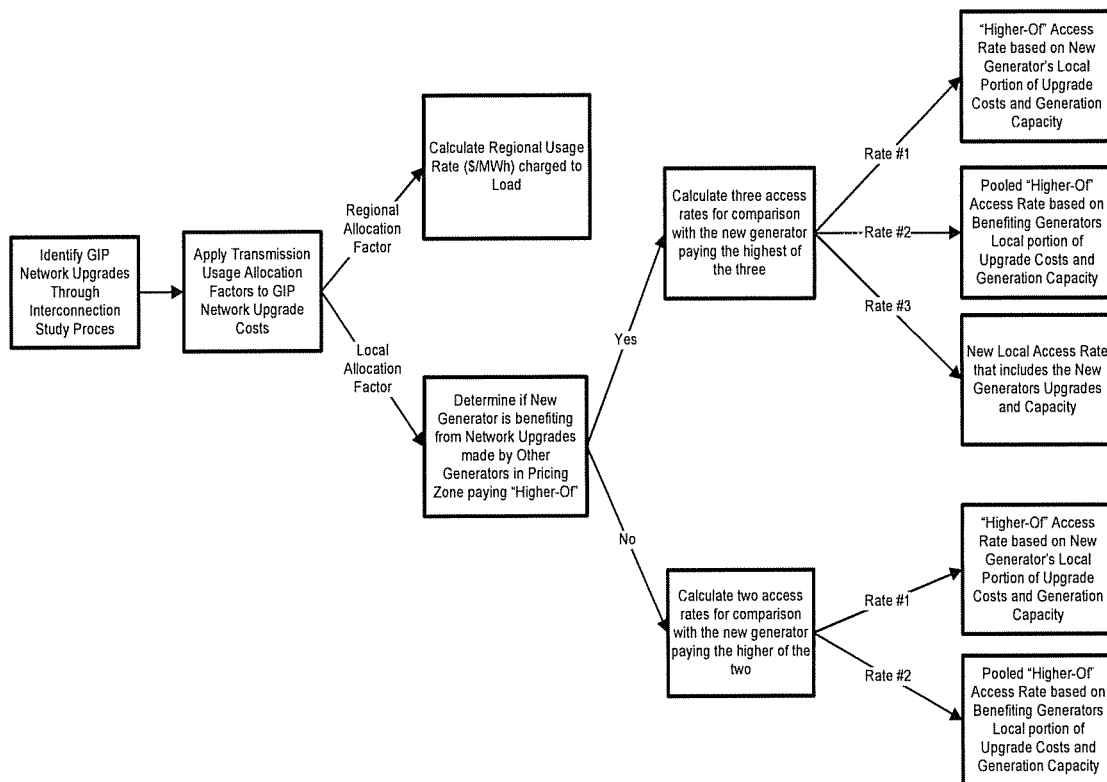 Identify GIP
Network Upgrades
Through
Interconnection
Study Proces
Apply Transmission
Usage Allocation
Factors to GIP
Network Upgrade
Costs
Regional
Allocation
Factor
Calculate Regional Usage
Rate ($/MWh) charged to
Load
Local
Allocation
Factor
Determine if New
Generator is benefiting
from Network Upgrades
made by Other
Generators in Pricing
Zone paying “Higher-Of”
Yes
Calculate three access
rates for comparison
with the new generator
paying the highest of
the three
Rate #1
“Higher-Of” Access
Rate based on New
Generator's Local
Portion of Upgrade
Costs and Generation
Capacity
Rate #2
Pooled “Higher-Of”
Access Rate based on
Benefiting Generators
Local portion of
Upgrade Costs and
Generation Capacity
Rate #3
New Local Access Rate
that includes the New
Generators Upgrades
and Capacity
No
Calculate two access
rates for comparison
with the new generator
paying the higher of the
two
Rate #1
“Higher-Of” Access
Rate based on New
Generator's Local
Portion of Upgrade
Costs and Generation
Capacity
Rate #2
Pooled “Higher-Of”
Access Rate based on
Benefiting Generators
Local portion of
Upgrade Costs and
Generation Capacity